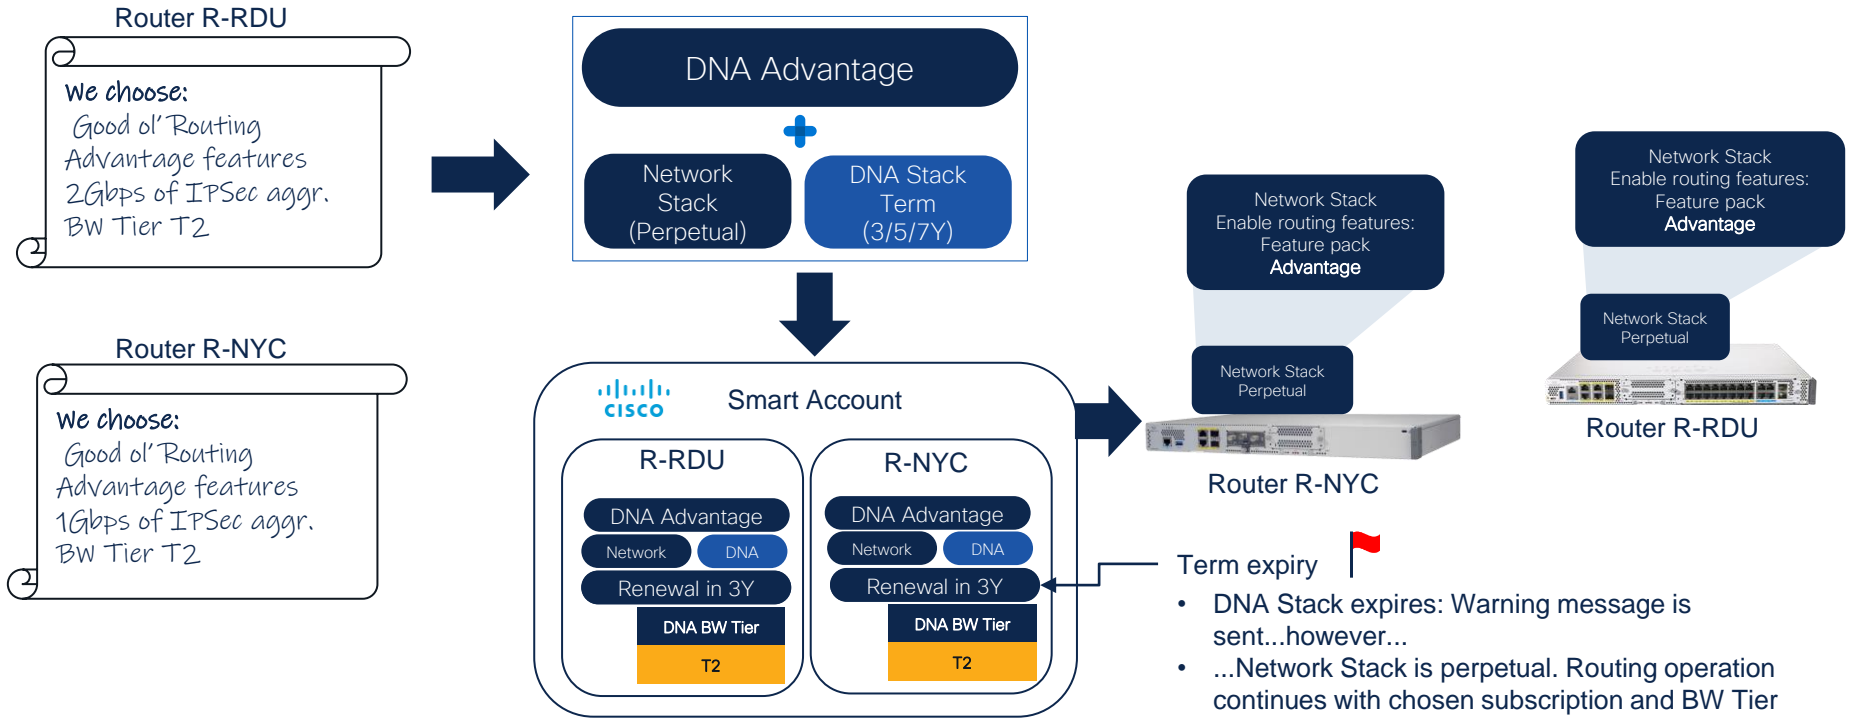 Router R-RDU
We choose:
Good ol' Routing
Advantage features
2Gbps of IPSec aggr.
BW Tier T2
Router R-NYC
We choose:
Good ol' Routing
Advantage features
1Gbps of IPSec aggr.
BW Tier T2
DNA Advantage
Network
Stack
(Perpetual)
DNA Stack
Term
(3/5/7Y)
CISCO
Smart Account
R-RDU
DNA Advantage
Network
DNA
Renewal in 3Y
DNA BW Tier
T2
R-NYC
DNA Advantage
Network
DNA
Renewal in 3Y
DNA BW Tier
T2
Network Stack
Enable routing features:
Feature pack
Advantage
Network Stack
Perpetual
Router R-NYC
Network Stack
Enable routing features:
Feature pack
Advantage
Network Stack
Perpetual
Router R-RDU
Term expiry
• DNA Stack expires: Warning message is
sent...however...
• ...Network Stack is perpetual. Routing operation
continues with chosen subscription and BW Tier